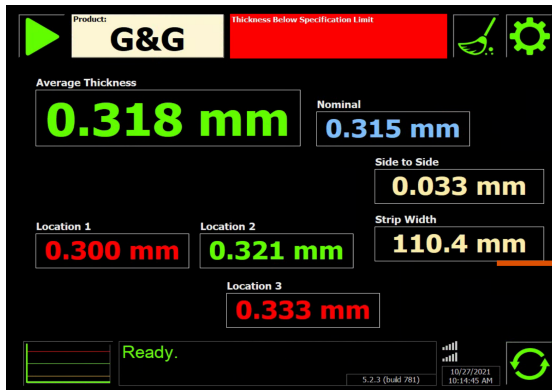 Product:
G&G
Thickness Below Specification Limit
Average Thickness
0.318 mm
Nominal
0.315 mm
Side to Side
0.033 mm
Location 1
0.300 mm
Location 2
0.321 mm
Strip Width
110.4 mm
Location 3
0.333 mm
Ready.
5.2.3 (build 781)
10/27/2021
10:14:45 AM